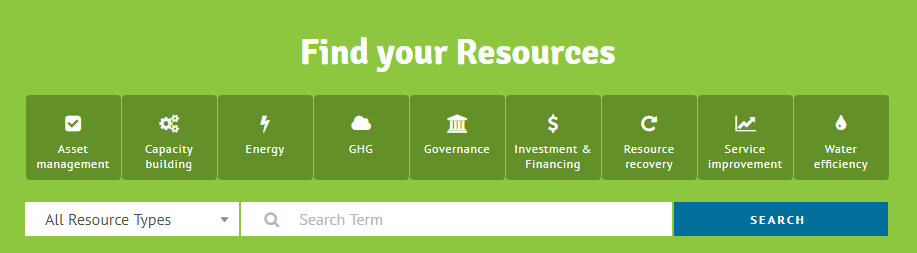 Find your Resources
Asset
management
Capacity
building
Energy
GHG
Governance
Investment &
Financing
Resource
recovery
Service
improvement
Water
efficiency
All Resource Types
Search Term
SEARCH